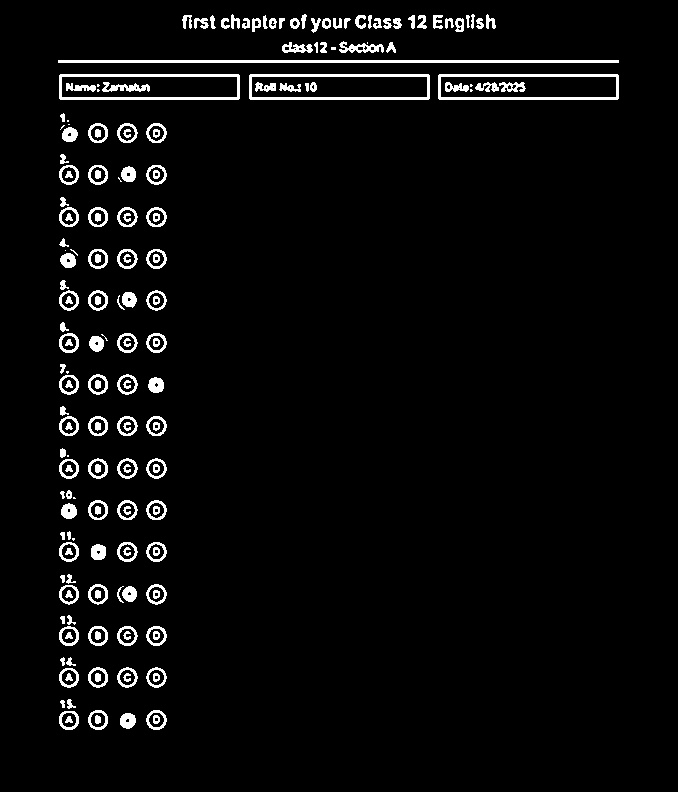 first chapter of your Class 12 English
class12 - Section A
Name: Zannatun Roll No.: 10 Date: 4/28/2025
1.
B C D
2.
A B D
3.
A B C D
4.
B C D
5.
A B D
6.
A C D
7.
A B C
8.
A B C D
9.
A B C D
10.
B C D
11.
A C D
12.
A B D
13.
A B C D
14.
A B C D
15.
A B D